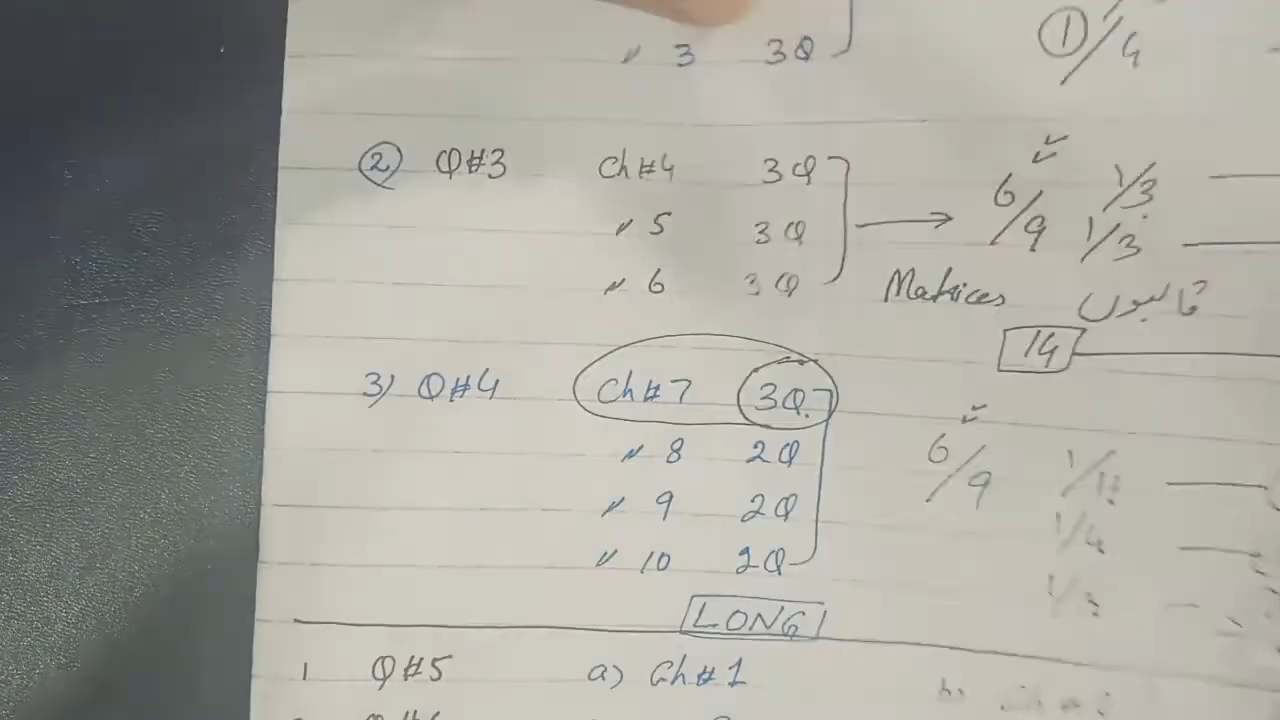 〃 3 3Q
①/4
② Q#3 Ch#4 3Q
6/9 1/3
〃 5 3Q
1/3
〃 6 3Q
Matrices قالبوں
14
3) Q#4 Ch#7 3Q
〃 8 2Q
6/9
〃 9 2Q
1/4
〃 10 2Q
LONG
1 Q#5 a) Ch#1